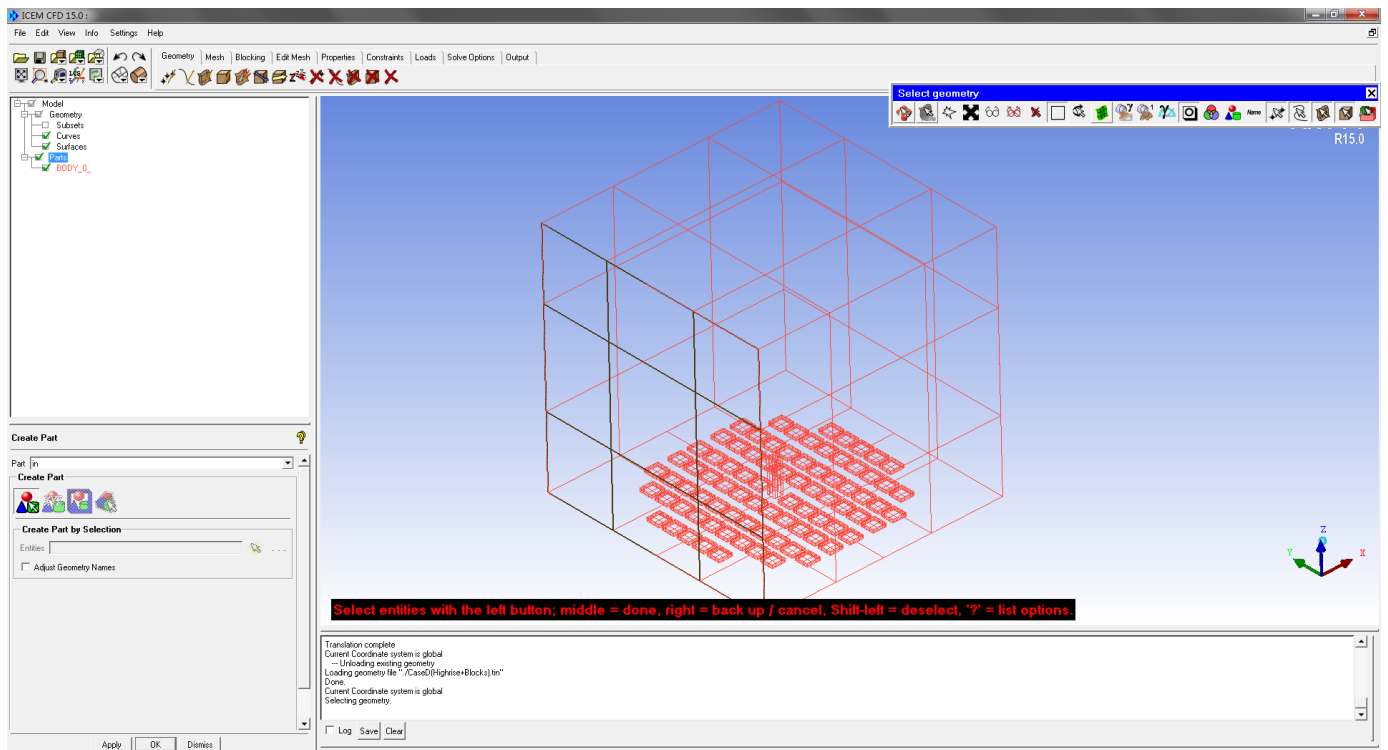 ICEM CFD 15.0 :
File Edit View Info Settings Help
Geometry Mesh Blocking Edit Mesh Properties Constraints Loads Solve Options Output
Select geometry
Name
R15.0
Model
Geometry
Subsets
Curves
Surfaces
Parts
BODY_0_
Z
Y
X
Create Part
Part in
Create Part
Create Part by Selection
Entities
...
Adjust Geometry Names
Select entities with the left button; middle = done, right = back up / cancel, Shift-left = deselect, '?' = list options.
Translation complete
Current Coordinate system is global
--- Unloading existing geometry
Loading geometry file "./CaseD(Highrise+Blocks).tin"
Done.
Current Coordinate system is global
Selecting geometry.
Log Save Clear
Apply OK Dismiss